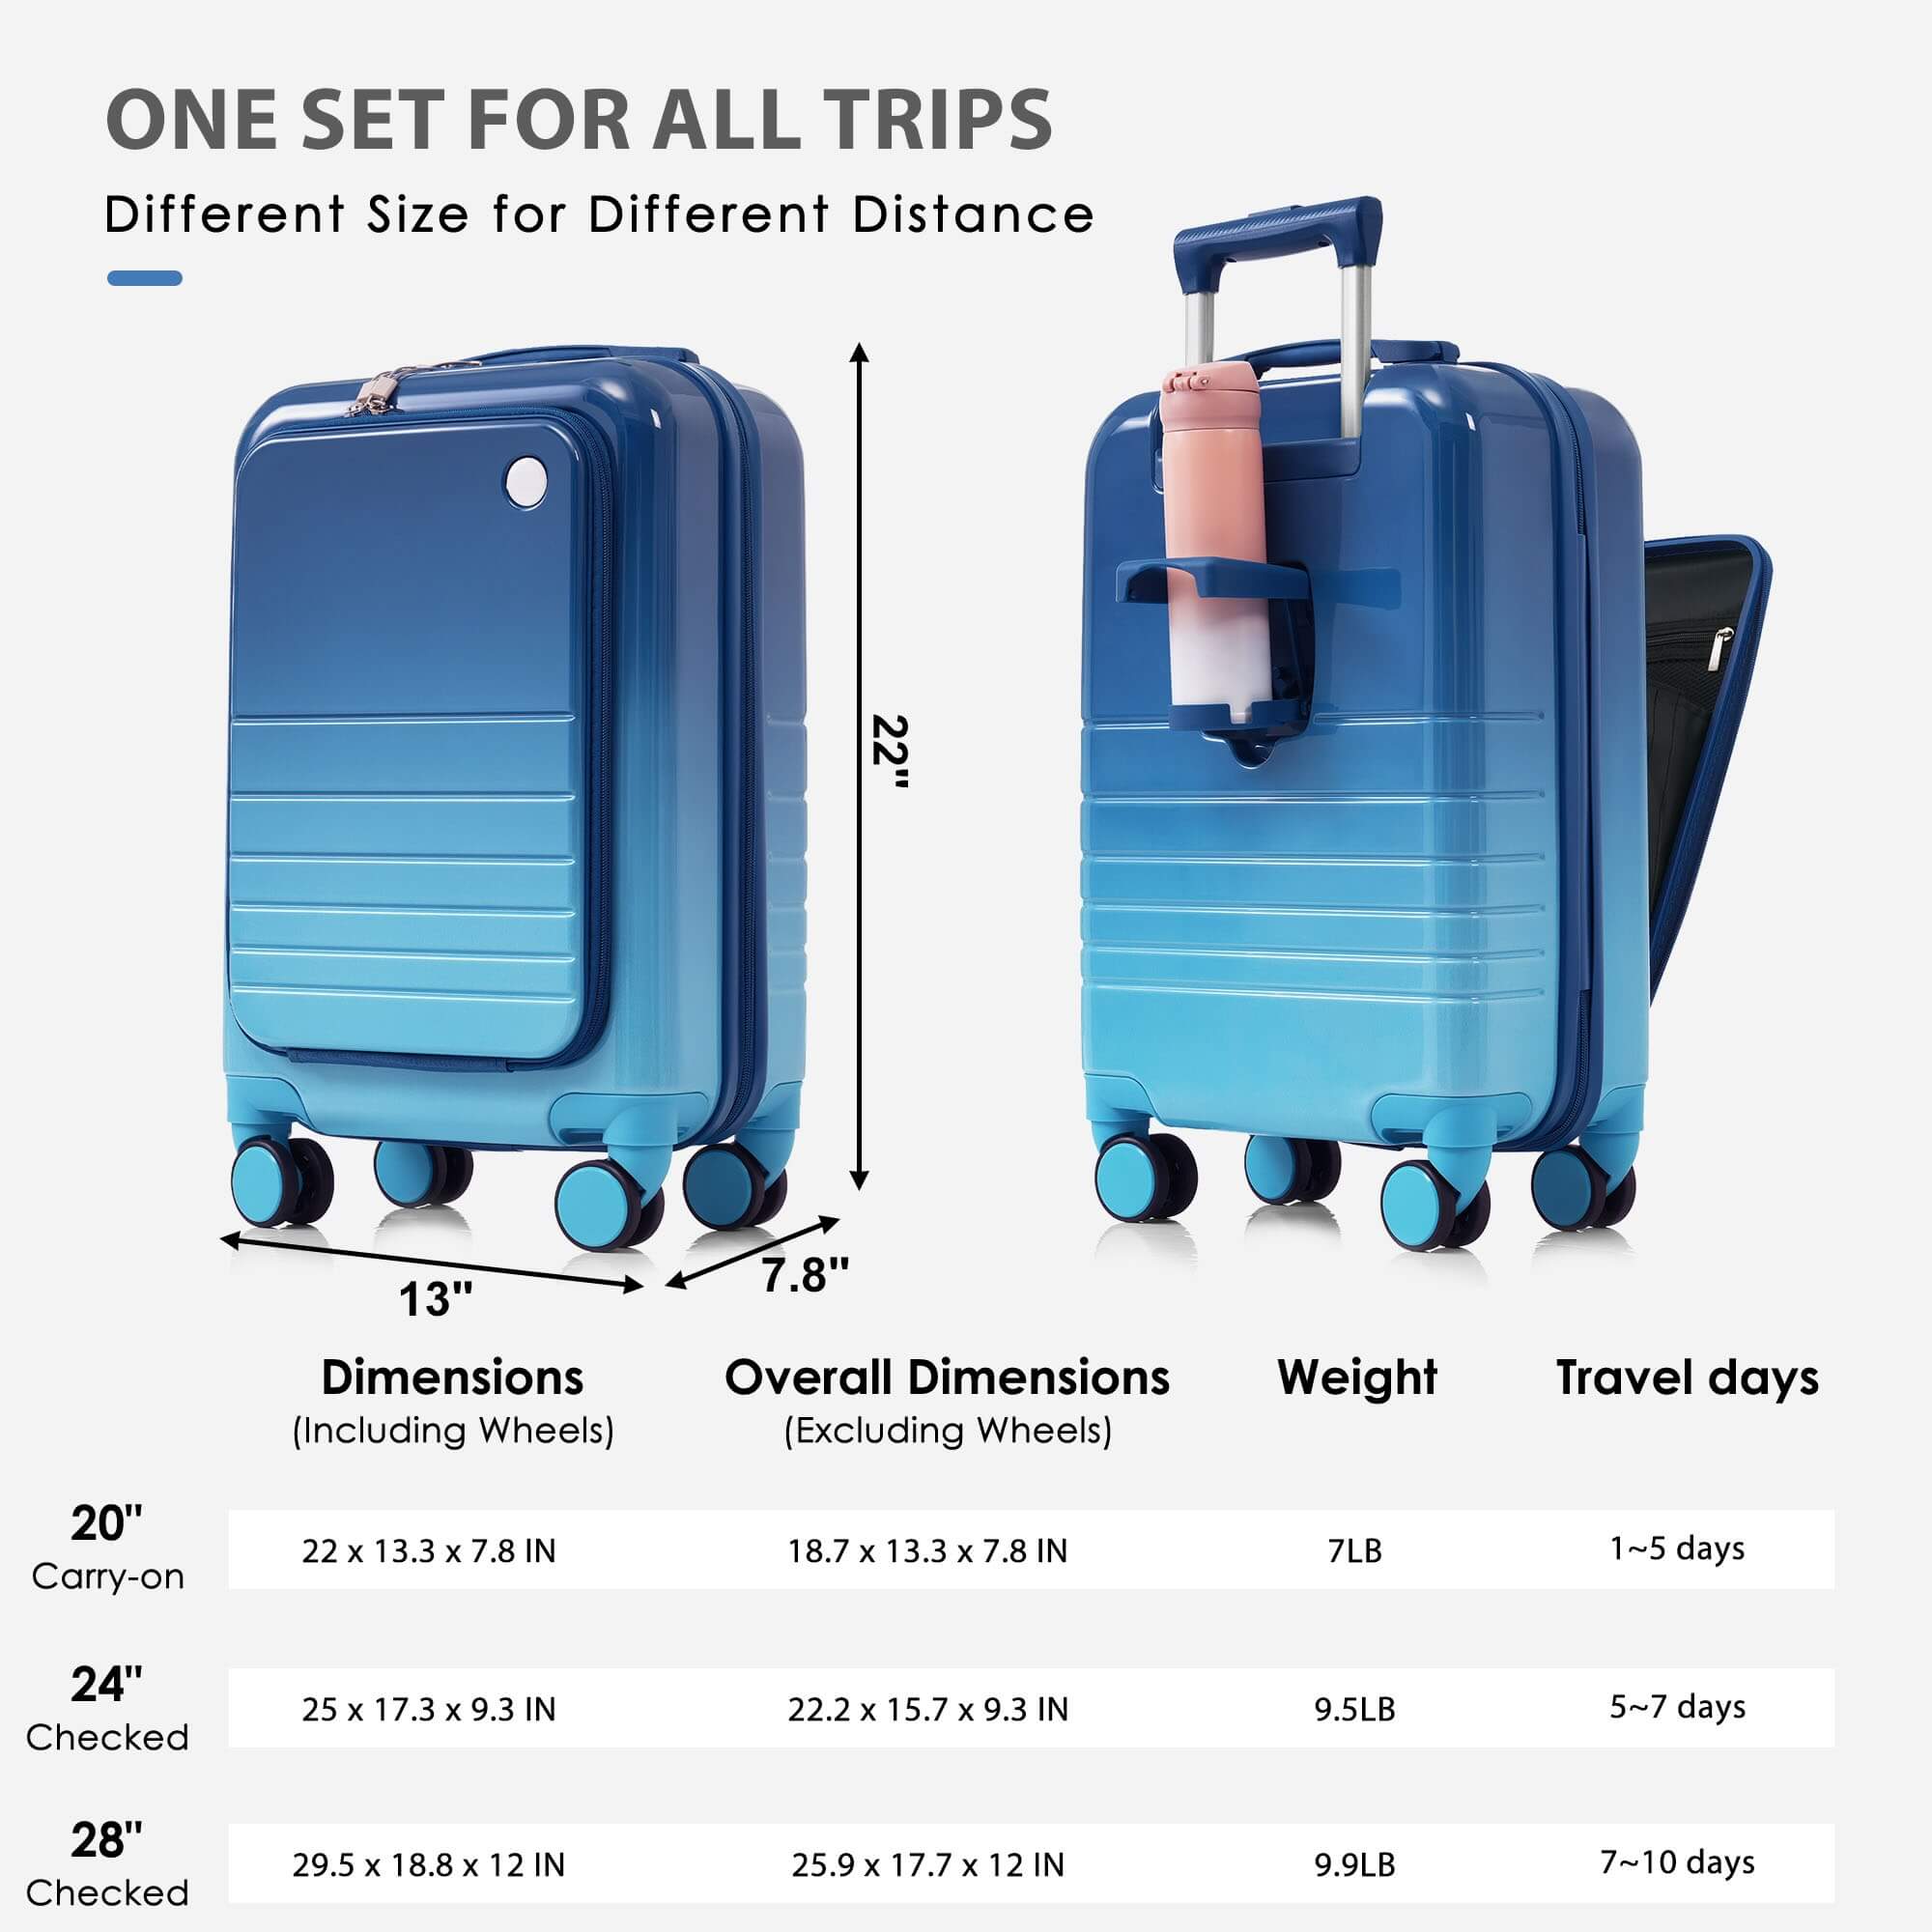 ONE SET FOR ALL TRIPS
Different Size for Different Distance
22"
13"
7.8"
Dimensions Overall Dimensions Weight Travel days
(Including Wheels) (Excluding Wheels)
20"
Carry-on
22 x 13.3 x 7.8 IN 18.7 x 13.3 x 7.8 IN 7LB 1~5 days
24"
Checked
25 x 17.3 x 9.3 IN 22.2 x 15.7 x 9.3 IN 9.5LB 5~7 days
28"
Checked
29.5 x 18.8 x 12 IN 25.9 x 17.7 x 12 IN 9.9LB 7~10 days